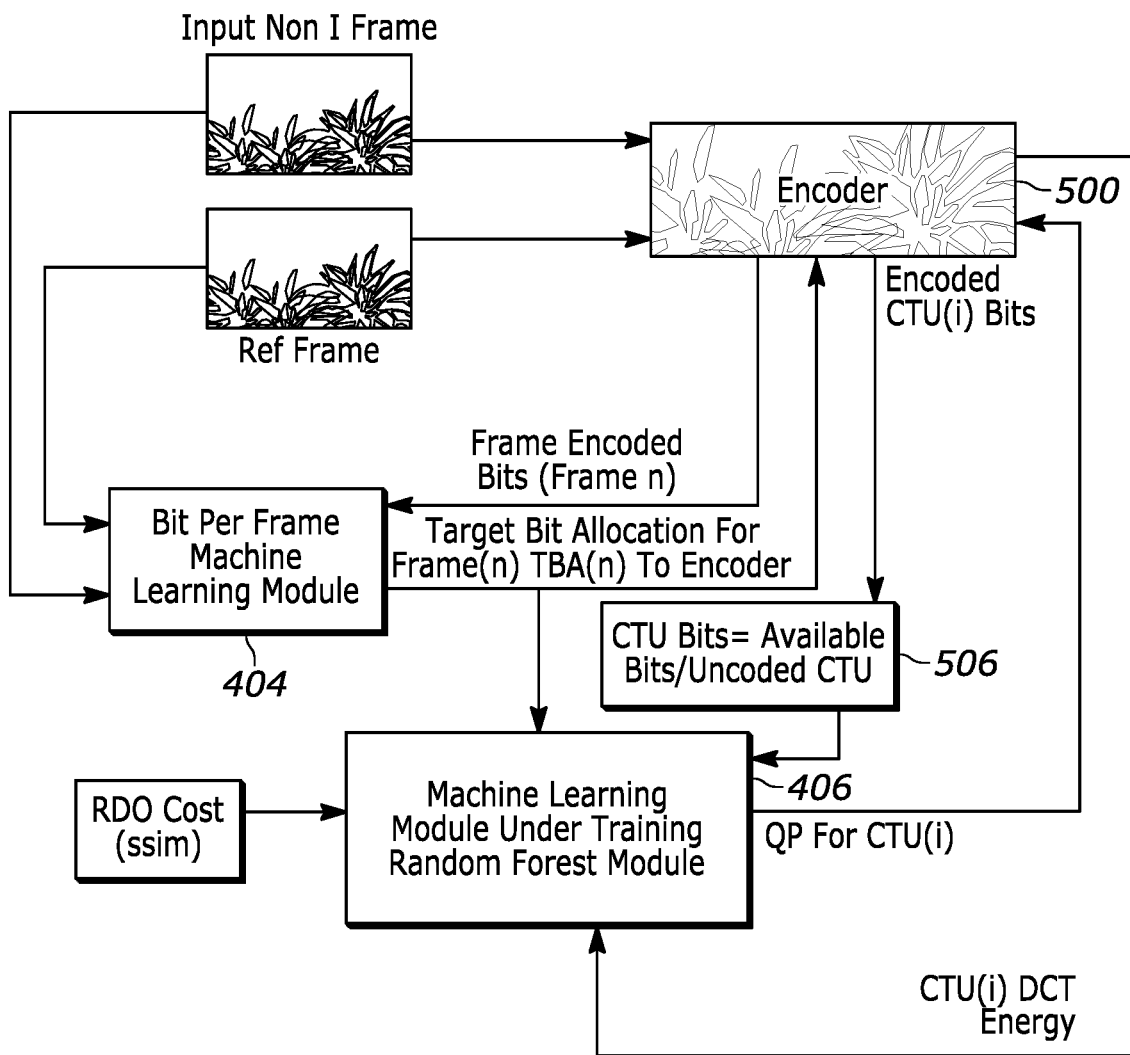 Input Non I Frame
Encoder
500
Ref Frame
Encoded
CTU(i) Bits
Frame Encoded
Bits (Frame n)
Bit Per Frame
Machine
Learning Module
404
Target Bit Allocation For
Frame(n) TBA(n) To Encoder
CTU Bits= Available
Bits/Uncoded CTU
506
RDO Cost
(ssim)
Machine Learning
Module Under Training
Random Forest Module
406
QP For CTU(i)
CTU(i) DCT
Energy